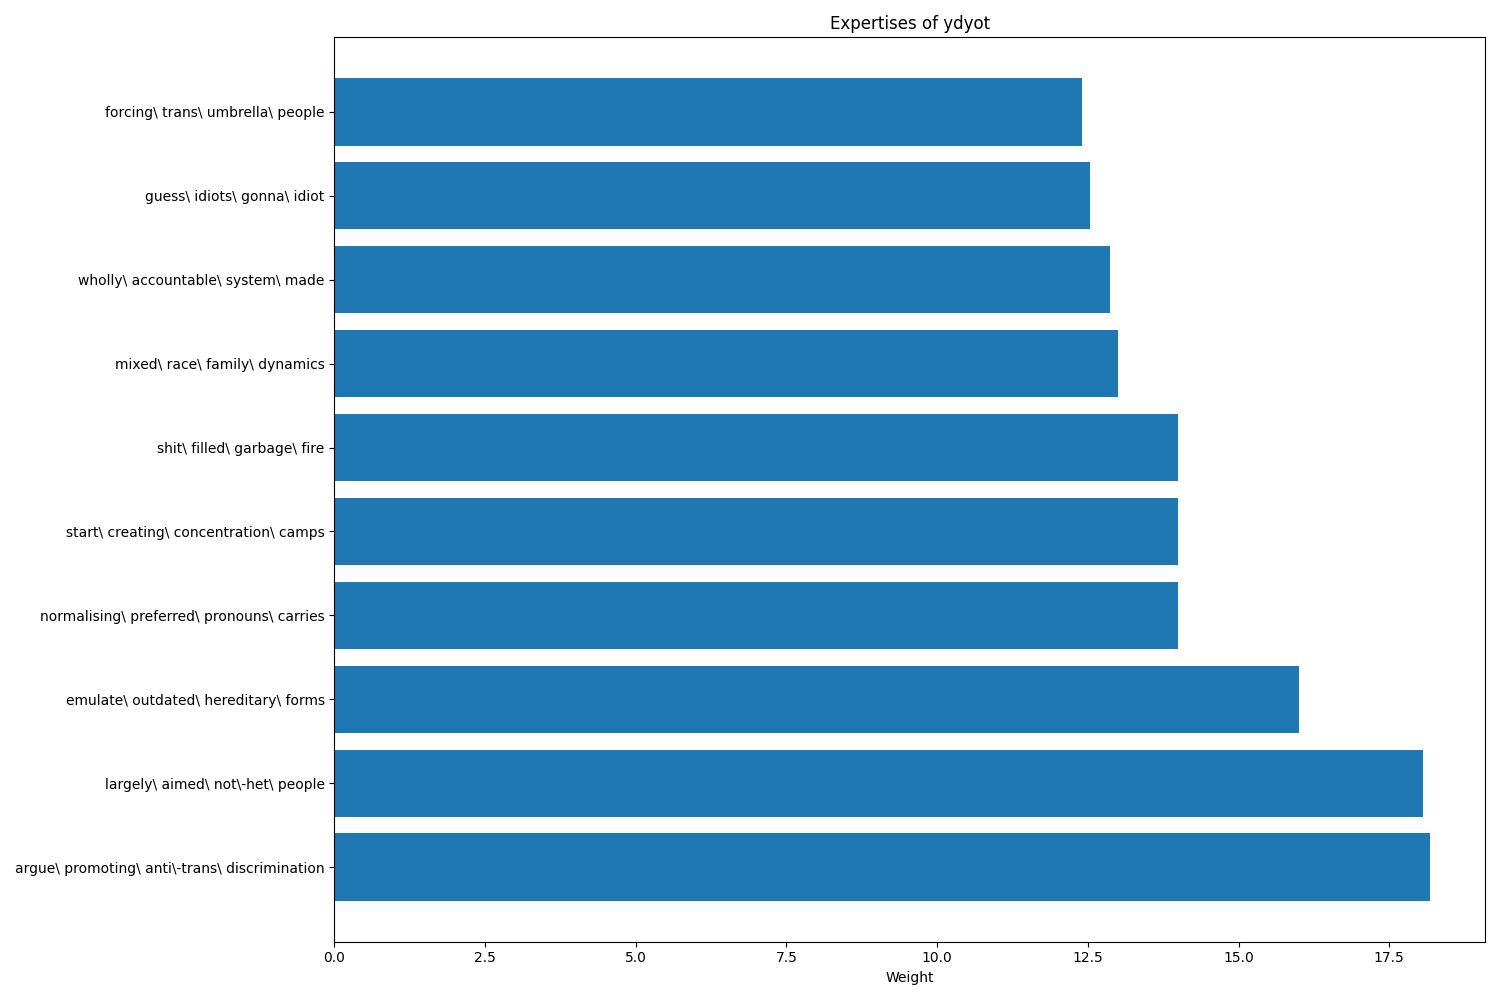 Expertises of ydyot
forcing\ trans\ umbrella\ people
guess\ idiots\ gonna\ idiot
wholly\ accountable\ system\ made
mixed\ race\ family\ dynamics
shit\ filled\ garbage\ fire
start\ creating\ concentration\ camps
normalising\ preferred\ pronouns\ carries
emulate\ outdated\ hereditary\ forms
largely\ aimed\ not\-het\ people
argue\ promoting\ anti\-trans\ discrimination
0.0 2.5 5.0 7.5 10.0 12.5 15.0 17.5
Weight